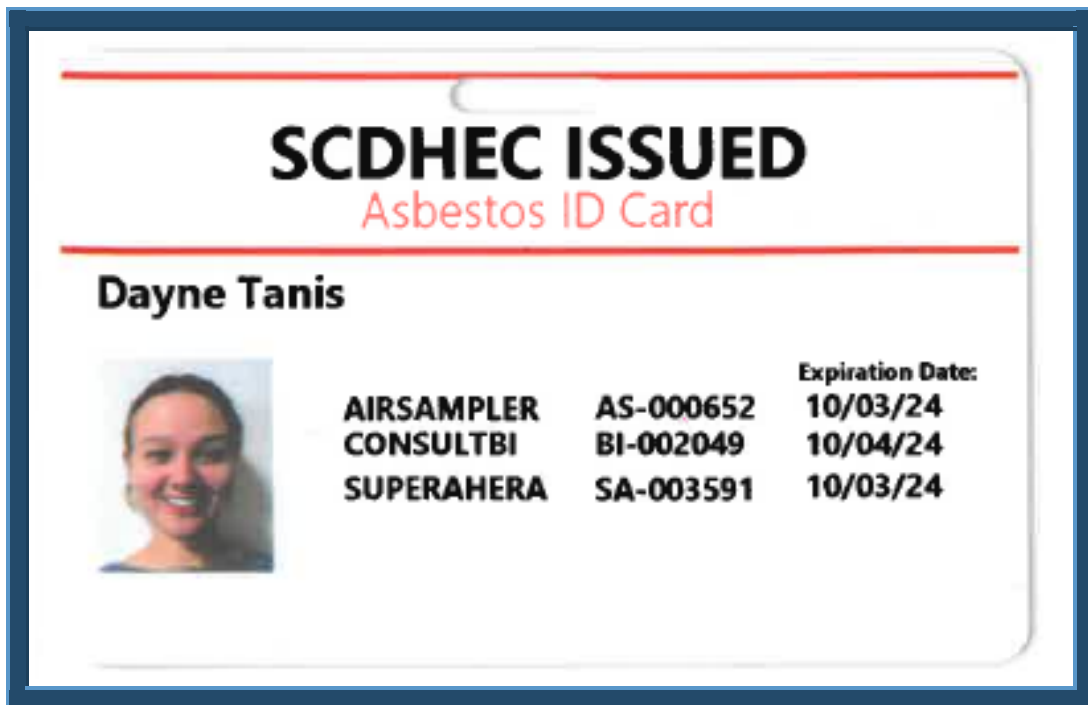 SCDHEC ISSUED
Asbestos ID Card
Dayne Tanis
Expiration Date:
AIRSAMPLER AS-000652 10/03/24
CONSULTBI BI-002049 10/04/24
SUPERAHERA SA-003591 10/03/24